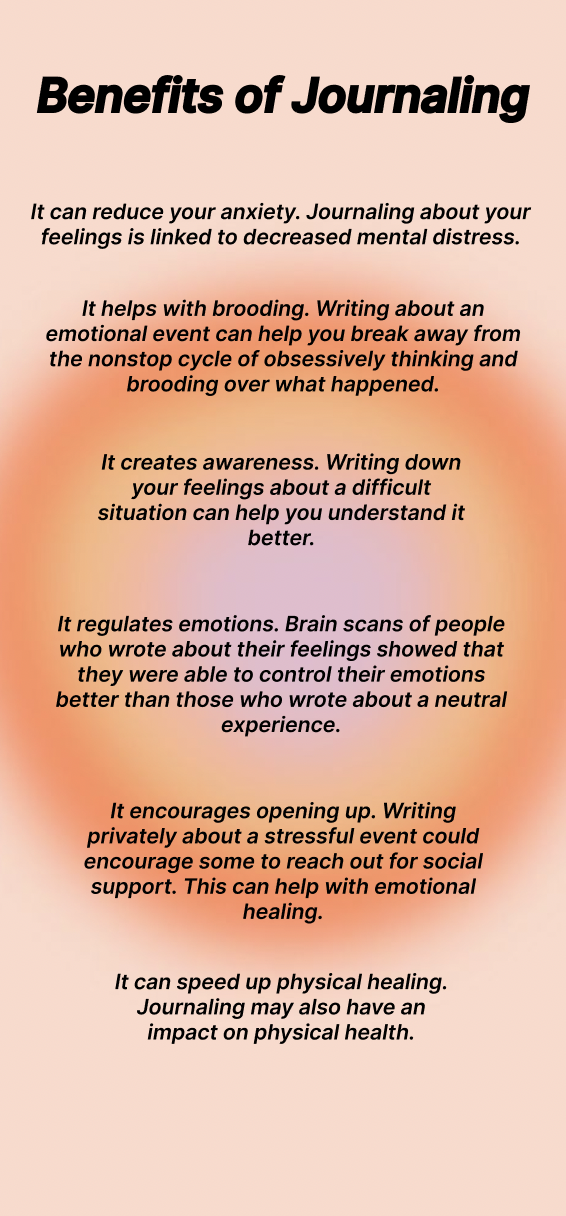 Benefits of Journaling
It can reduce your anxiety. Journaling about your
feelings is linked to decreased mental distress.
It helps with brooding. Writing about an
emotional event can help you break away from
the nonstop cycle of obsessively thinking and
brooding over what happened.
It creates awareness. Writing down
your feelings about a difficult
situation can help you understand it
better.
It regulates emotions. Brain scans of people
who wrote about their feelings showed that
they were able to control their emotions
better than those who wrote about a neutral
experience.
It encourages opening up. Writing
privately about a stressful event could
encourage some to reach out for social
support. This can help with emotional
healing.
It can speed up physical healing.
Journaling may also have an
impact on physical health.